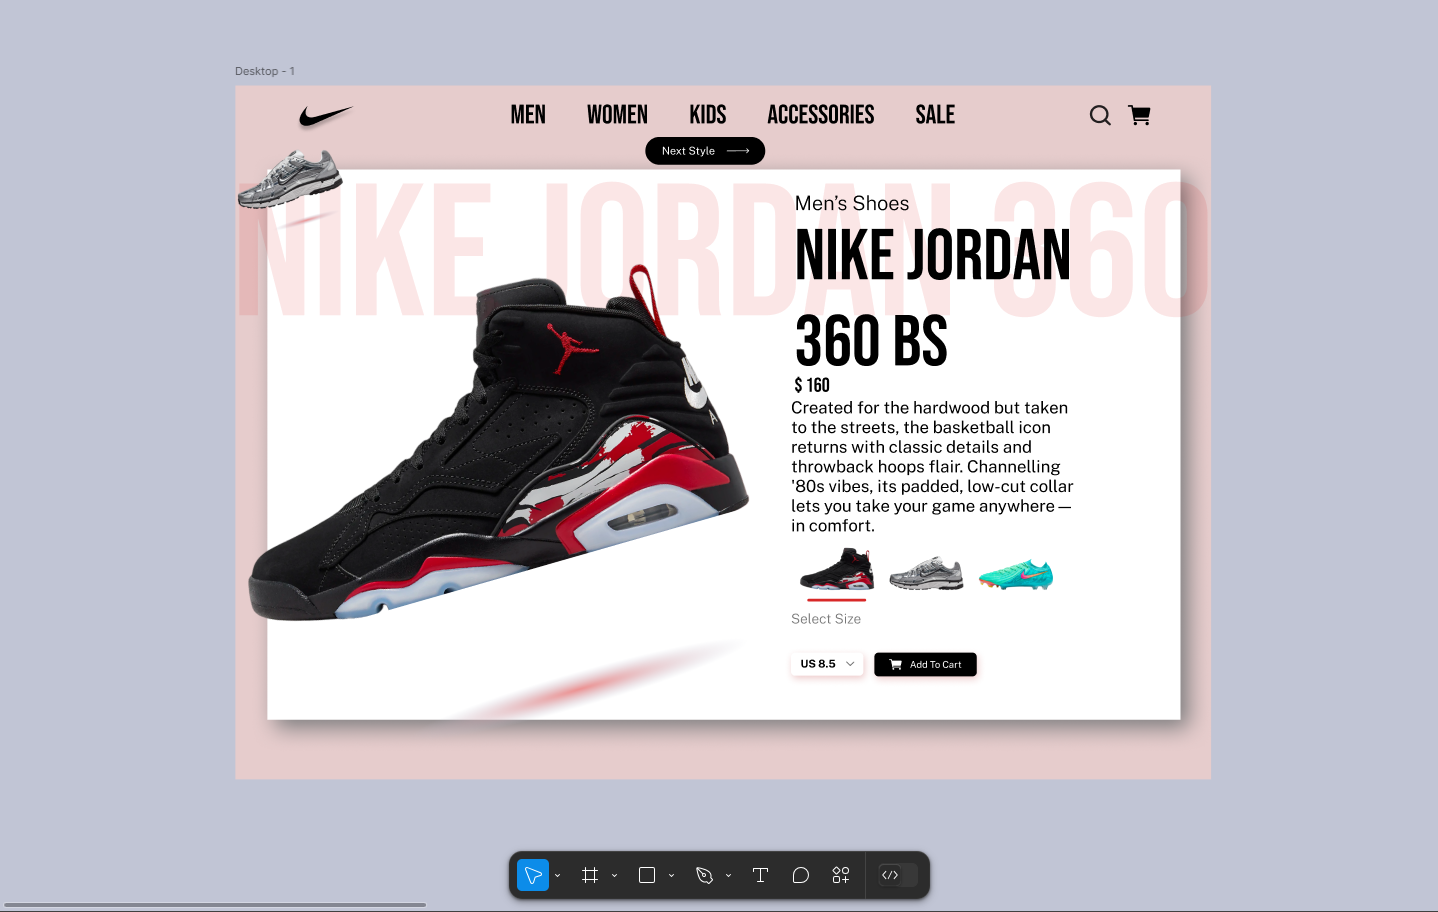 Desktop - 1
MEN WOMEN KIDS ACCESSORIES SALE
Next Style
NIKE JORDAN 360
Men’s Shoes
NIKE JORDAN
360 BS
$ 160
Created for the hardwood but taken
to the streets, the basketball icon
returns with classic details and
throwback hoops flair. Channelling
'80s vibes, its padded, low-cut collar
lets you take your game anywhere—
in comfort.
Select Size
US 8.5
Add To Cart